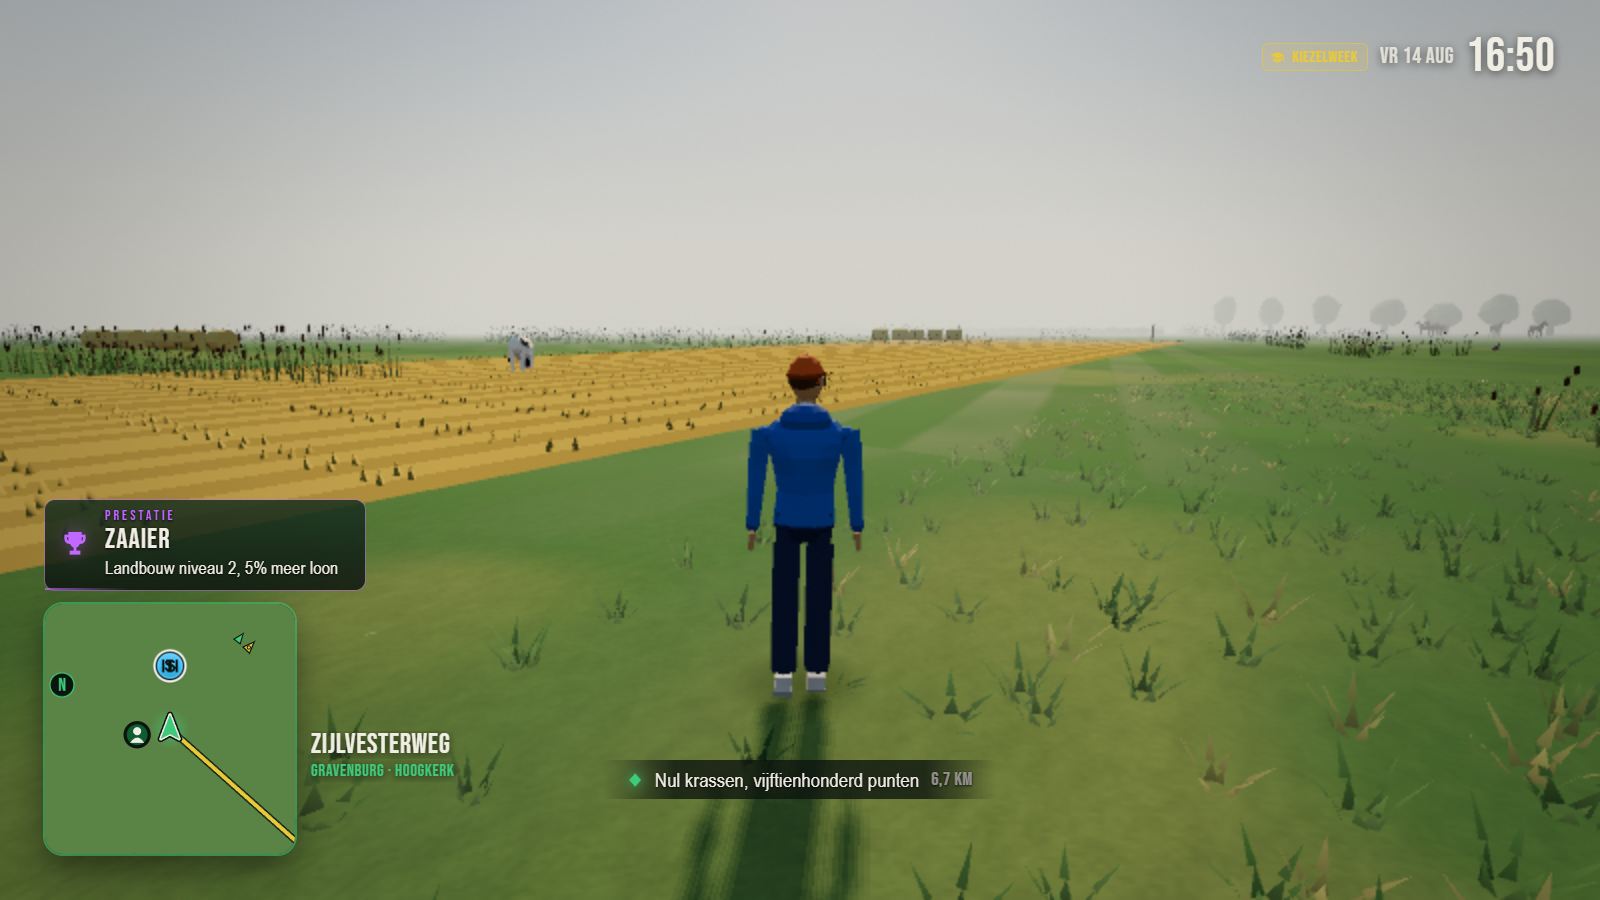 KIEZELWEEK
VR 14 AUG
16:50
PRESTATIE
ZAAIER
Landbouw niveau 2, 5% meer loon
N
ZIJLVESTERWEG
GRAVENBURG · HOOGKERK
Nul krassen, vijftienhonderd punten 6,7 KM